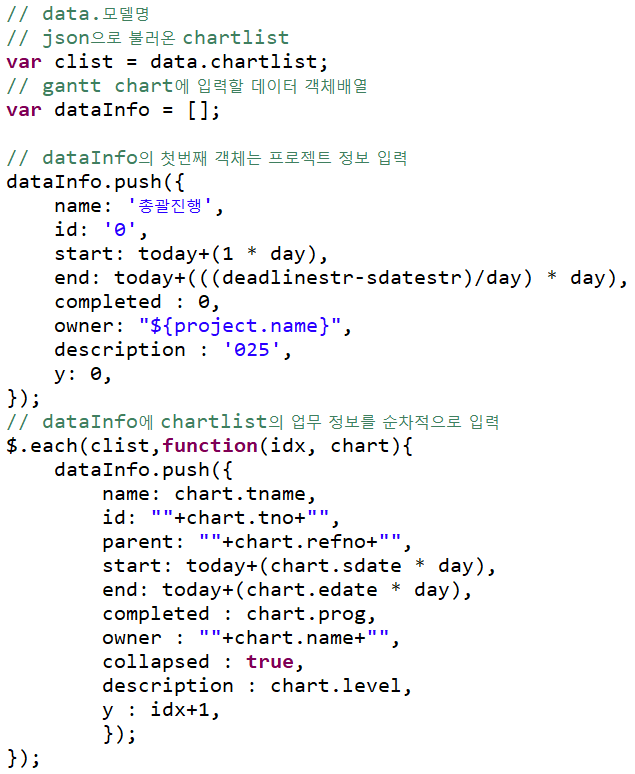 // data.모델명
// json으로 불러온 chartlist
var clist = data.chartlist;
// gantt chart에 입력할 데이터 객체배열
var dataInfo = [];

// dataInfo의 첫번째 객체는 프로젝트 정보 입력
dataInfo.push({
    name: '총괄진행',
    id: '0',
    start: today+(1 * day),
    end: today+(((deadlinestr-sdatestr)/day) * day),
    completed : 0,
    owner: "${project.name}",
    description : '025',
    y: 0,
});
// dataInfo에 chartlist의 업무 정보를 순차적으로 입력
$.each(clist,function(idx, chart){
    dataInfo.push({
        name: chart.tname,
        id: ""+chart.tno+"",
        parent: ""+chart.refno+"",
        start: today+(chart.sdate * day),
        end: today+(chart.edate * day),
        completed : chart.prog,
        owner : ""+chart.name+"",
        collapsed : true,
        description : chart.level,
        y : idx+1,
        });
});